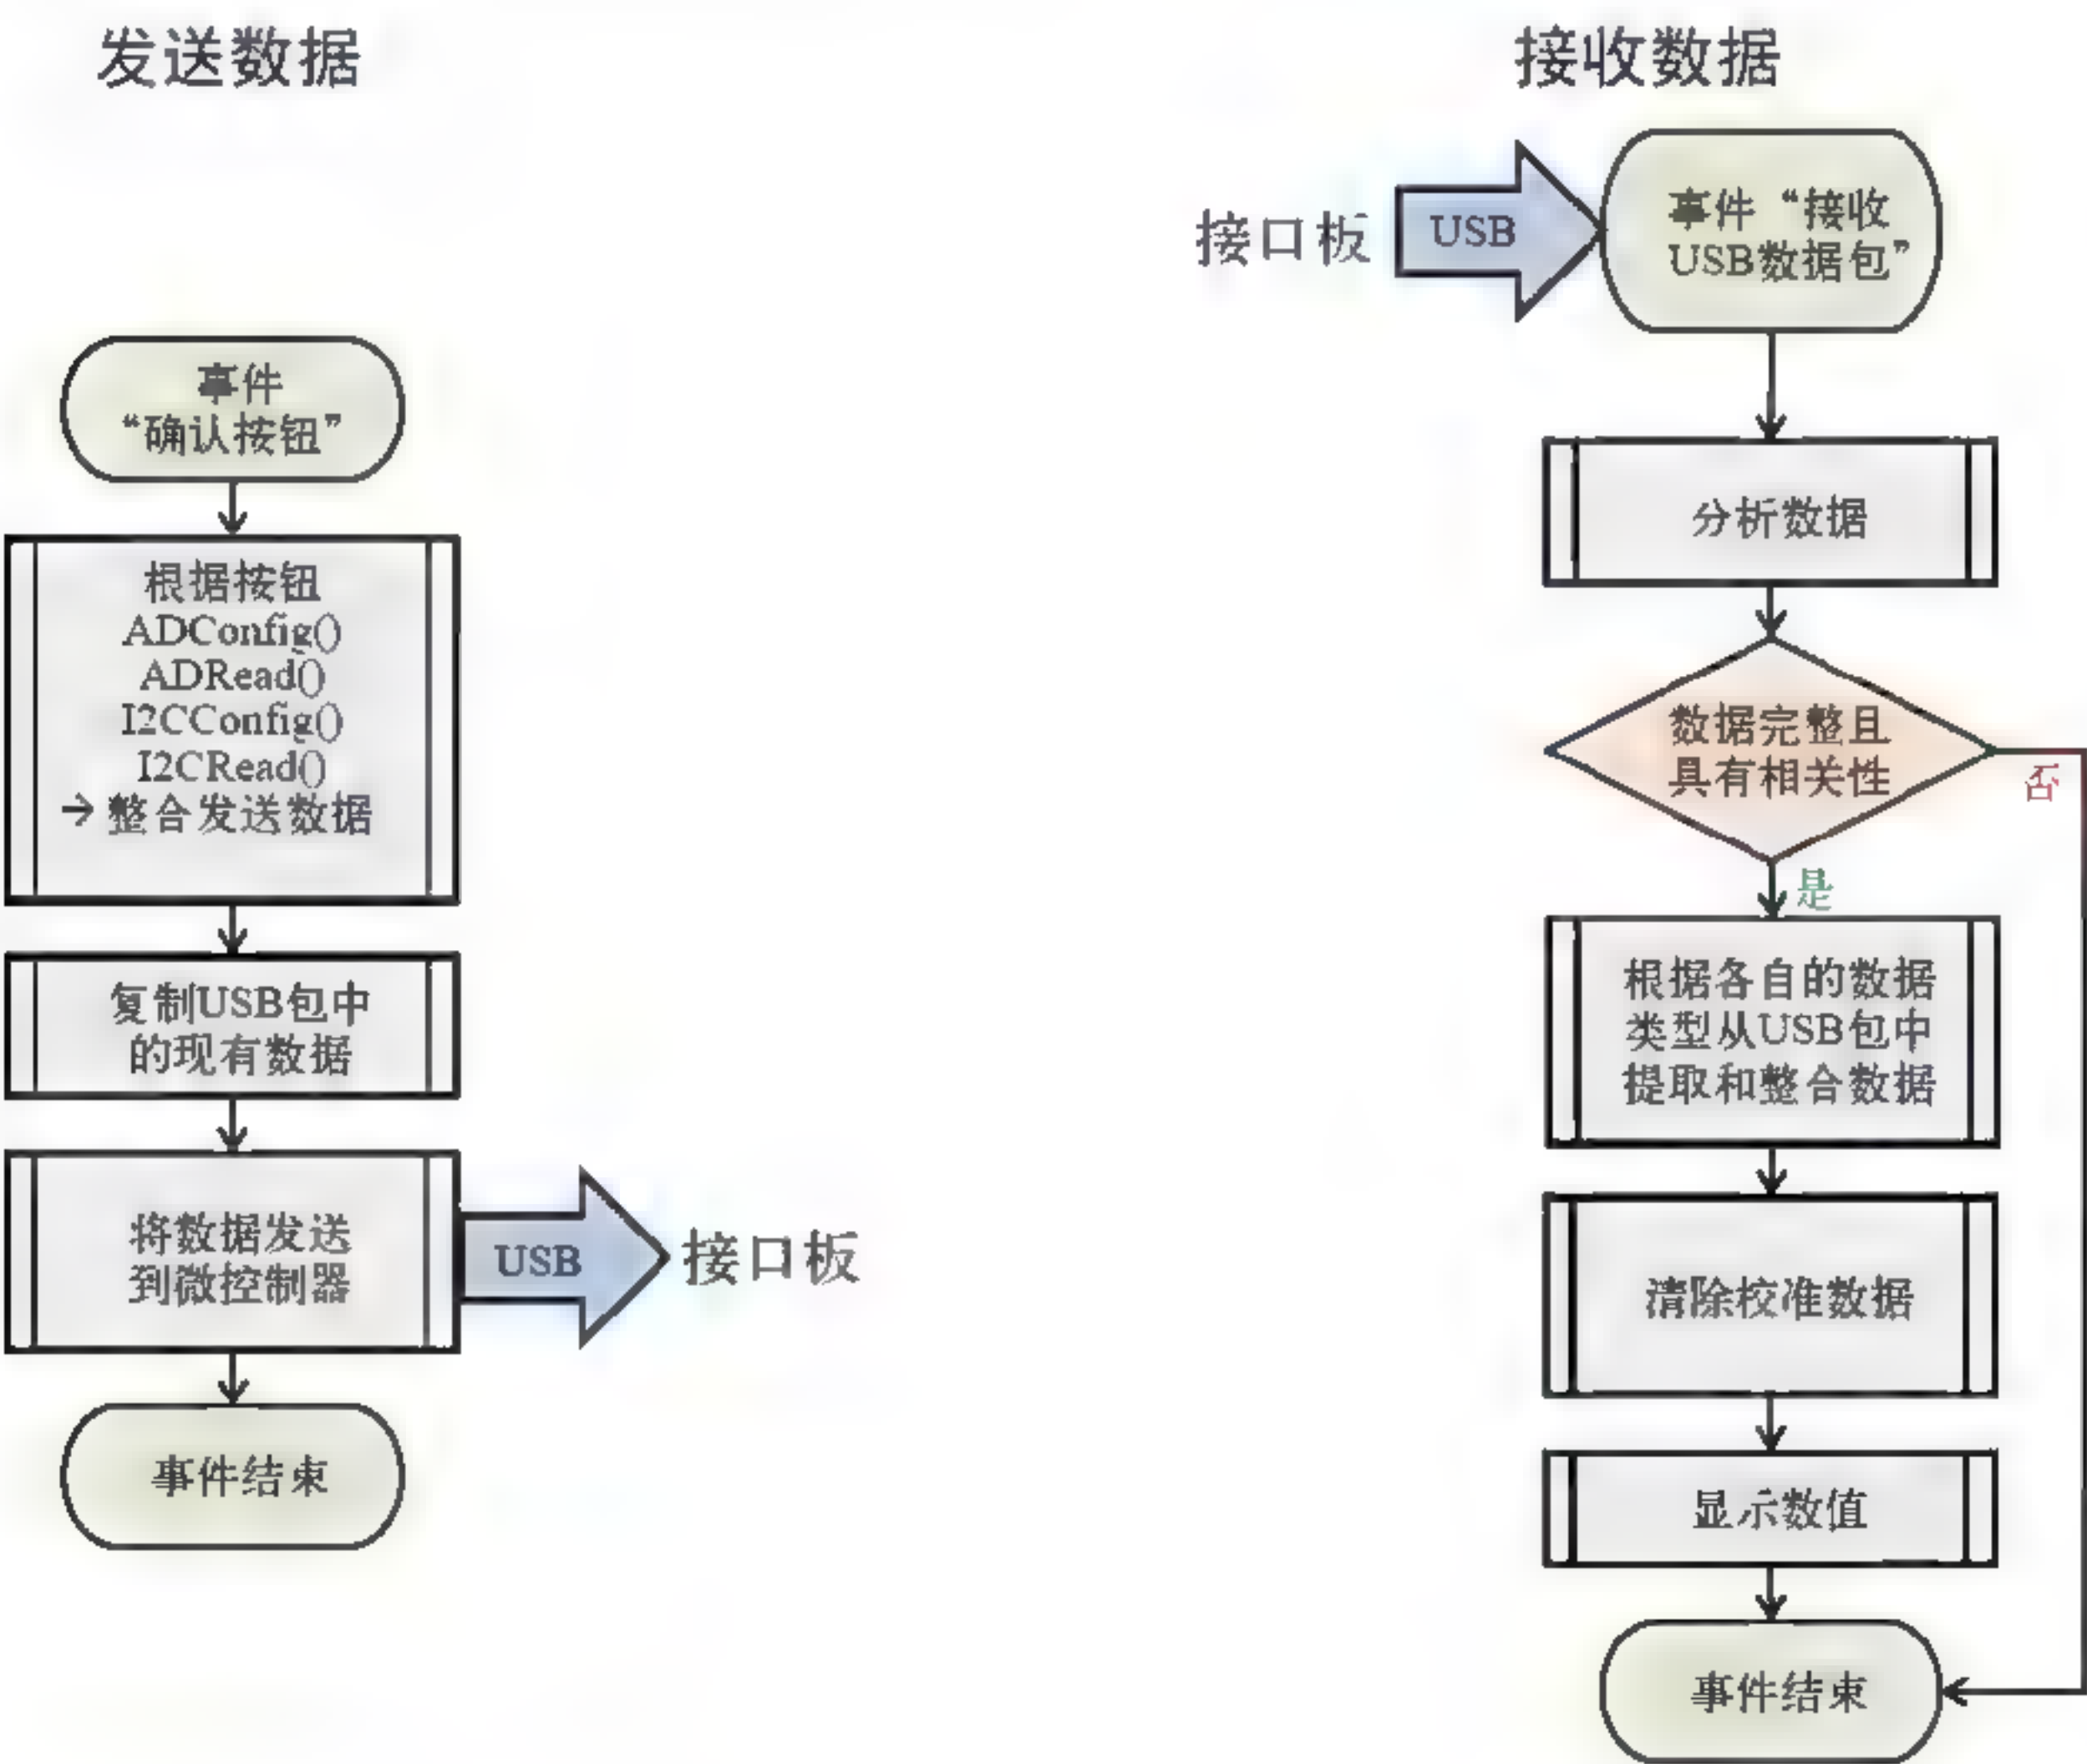 发送数据
事件
“确认按钮”
根据按钮
ADConfig()
ADRead()
I2CConfig()
I2CRead()
→ 整合发送数据
复制USB包中
的现有数据
将数据发送
到微控制器
USB
接口板
事件结束
接收数据
接口板
USB
事件“接收
USB数据包”
分析数据
数据完整且
具有相关性
否
是
根据各自的数据
类型从USB包中
提取和整合数据
清除校准数据
显示数值
事件结束